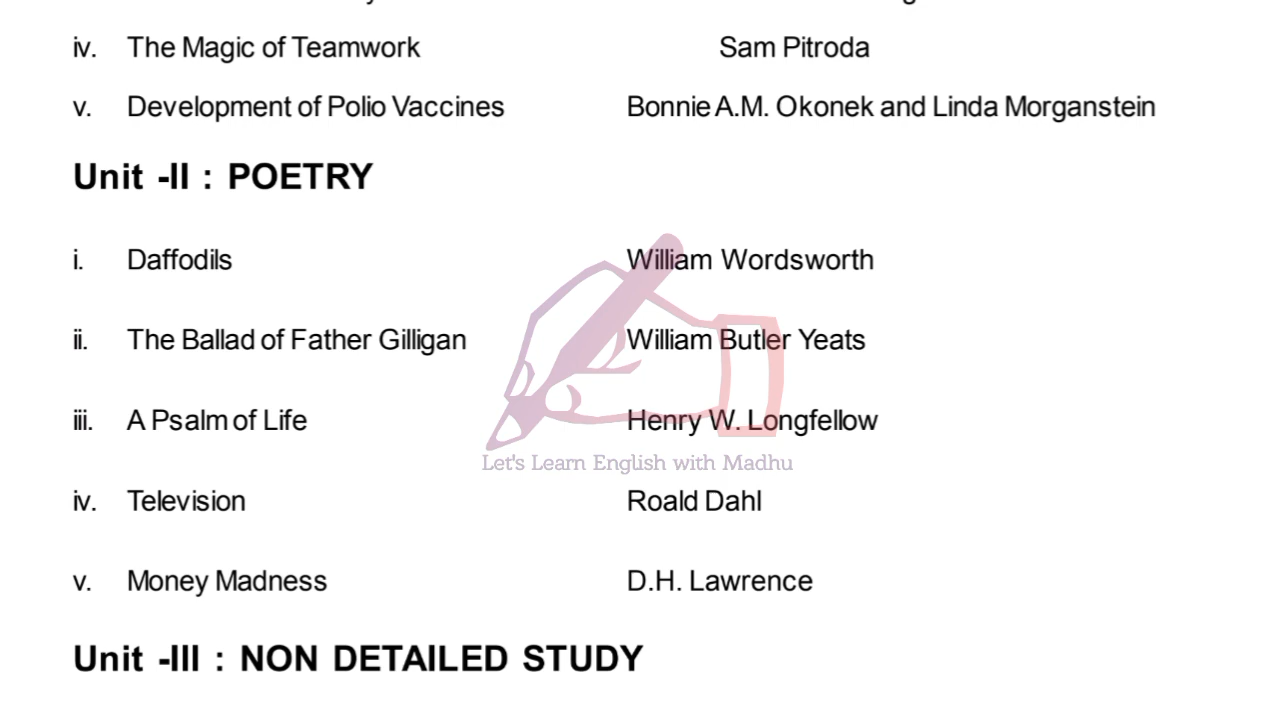 iv. The Magic of Teamwork Sam Pitroda
v. Development of Polio Vaccines Bonnie A.M. Okonek and Linda Morganstein
Unit -II : POETRY
i. Daffodils William Wordsworth
ii. The Ballad of Father Gilligan William Butler Yeats
iii. A Psalm of Life Henry W. Longfellow
Let's Learn English with Madhu
iv. Television Roald Dahl
v. Money Madness D.H. Lawrence
Unit -III : NON DETAILED STUDY